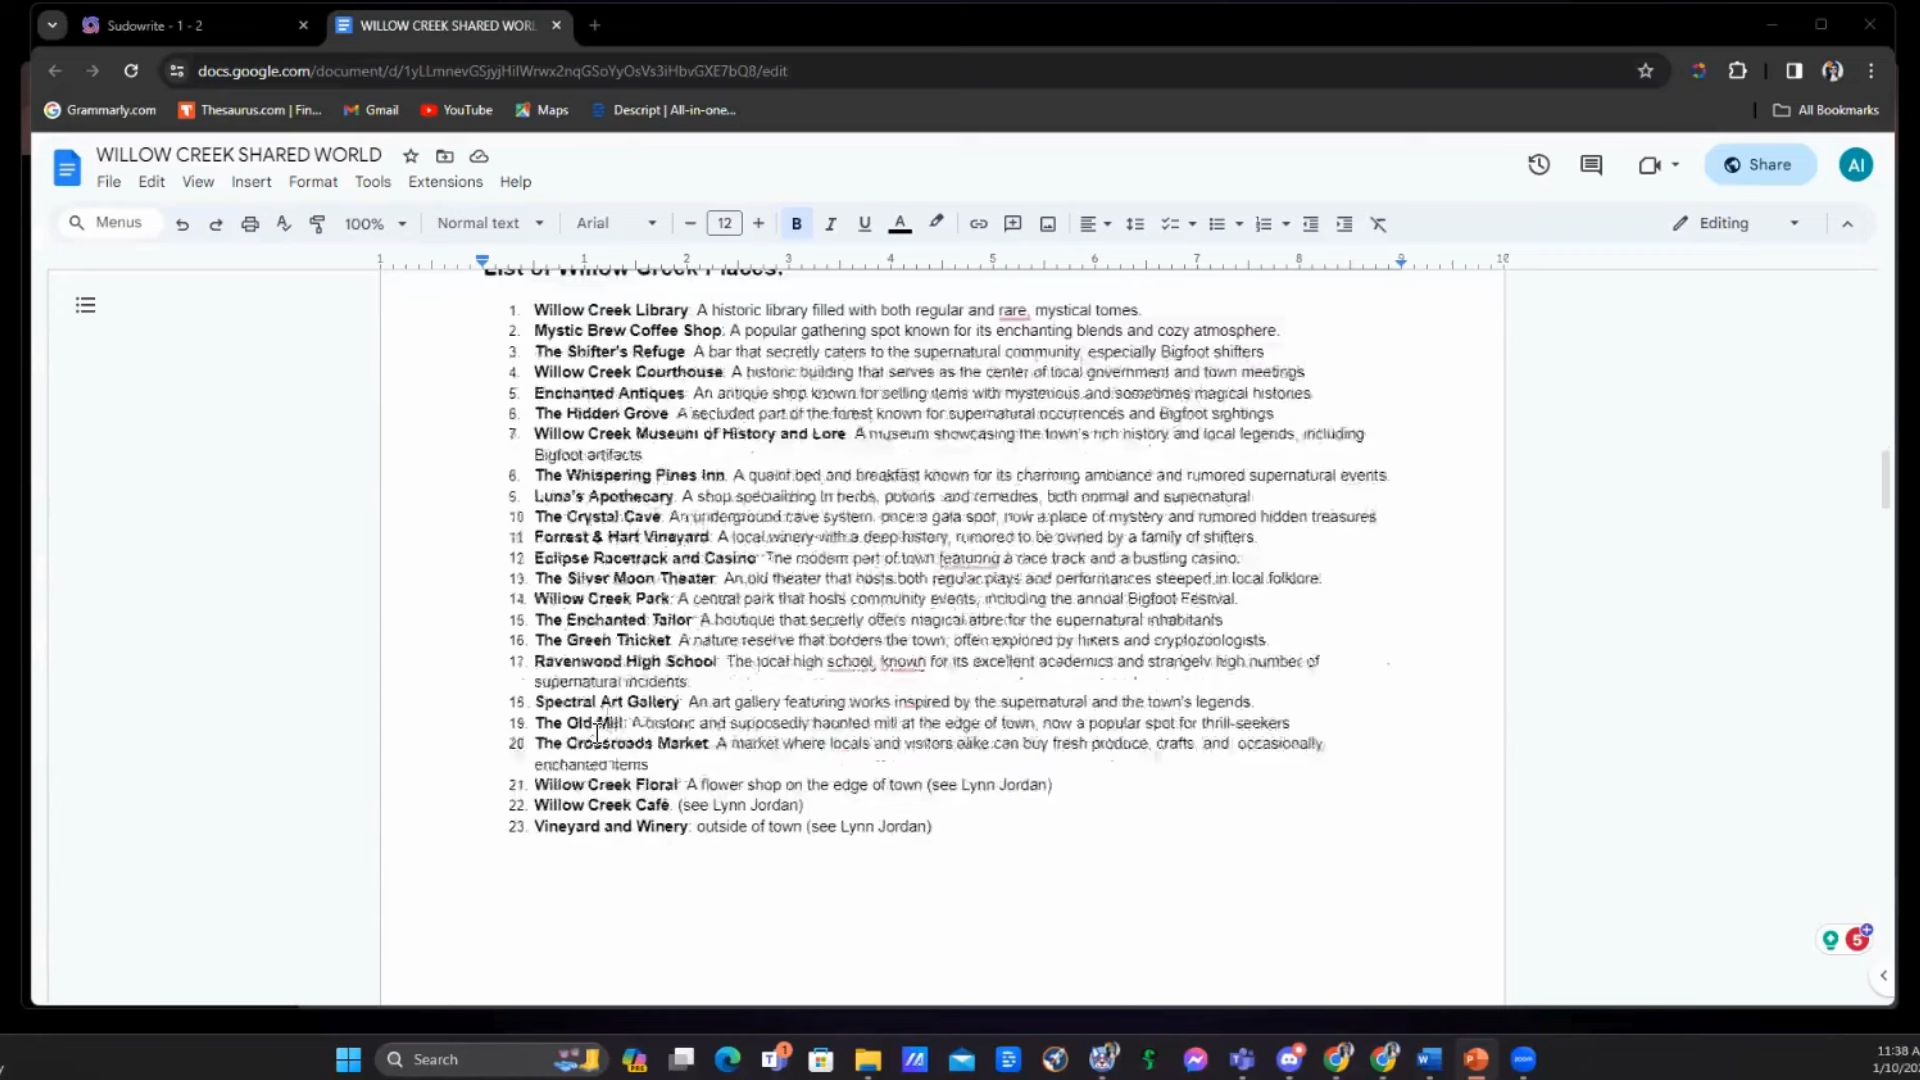 Sudowrite - 1 - 2
WILLOW CREEK SHARED WORL
docs.google.com/document/d/1yLLmnevGSjyjHiIWrwx2nqGSoYyOsVs3iHbvGXE7bQ8/edit
Grammarly.com
Thesaurus.com | Fin...
Gmail
YouTube
Maps
Descript | All-in-one...
All Bookmarks
WILLOW CREEK SHARED WORLD
Share
AI
File Edit View Insert Format Tools Extensions Help
Menus
100%
Normal text
Arial
12
Editing
1 1 2 3 4 5 6 7 8 9 10
List of Willow Creek Places:
1. Willow Creek Library: A historic library filled with both regular and rare, mystical tomes.
2. Mystic Brew Coffee Shop: A popular gathering spot known for its enchanting blends and cozy atmosphere.
3. The Shifter's Refuge: A bar that secretly caters to the supernatural community, especially Bigfoot shifters
4. Willow Creek Courthouse: A historic building that serves as the center of local government and town meetings
5. Enchanted Antiques: An antique shop known for selling items with mysterious and sometimes magical histories
6. The Hidden Grove: A secluded part of the forest known for supernatural occurrences and Bigfoot sightings
7. Willow Creek Museum of History and Lore: A museum showcasing the town's rich history and local legends, including
Bigfoot artifacts
8. The Whispering Pines Inn: A quaint bed and breakfast known for its charming ambiance and rumored supernatural events.
9. Luna's Apothecary: A shop specializing in herbs, potions, and remedies, both normal and supernatural
10. The Crystal Cave: An underground cave system, once a gala spot, now a place of mystery and rumored hidden treasures
11. Forrest & Hart Vineyard: A local winery with a deep history, rumored to be owned by a family of shifters.
12. Eclipse Racetrack and Casino: The modern part of town featuring a race track and a bustling casino.
13. The Silver Moon Theater: An old theater that hosts both regular plays and performances steeped in local folklore.
14. Willow Creek Park: A central park that hosts community events, including the annual Bigfoot Festival.
15. The Enchanted Tailor: A boutique that secretly offers magical attire for the supernatural inhabitants
16. The Green Thicket: A nature reserve that borders the town, often explored by hikers and cryptozoologists.
17. Ravenwood High School: The local high school, known for its excellent academics and strangely high number of
supernatural incidents.
18. Spectral Art Gallery: An art gallery featuring works inspired by the supernatural and the town's legends.
19. The Old Mill: A historic and supposedly haunted mill at the edge of town, now a popular spot for thrill-seekers
20. The Crossroads Market: A market where locals and visitors alike can buy fresh produce, crafts, and occasionally
enchanted items
21. Willow Creek Floral: A flower shop on the edge of town (see Lynn Jordan)
22. Willow Creek Café: (see Lynn Jordan)
23. Vineyard and Winery: outside of town (see Lynn Jordan)
5
Search
1
11:38 A
1/10/20